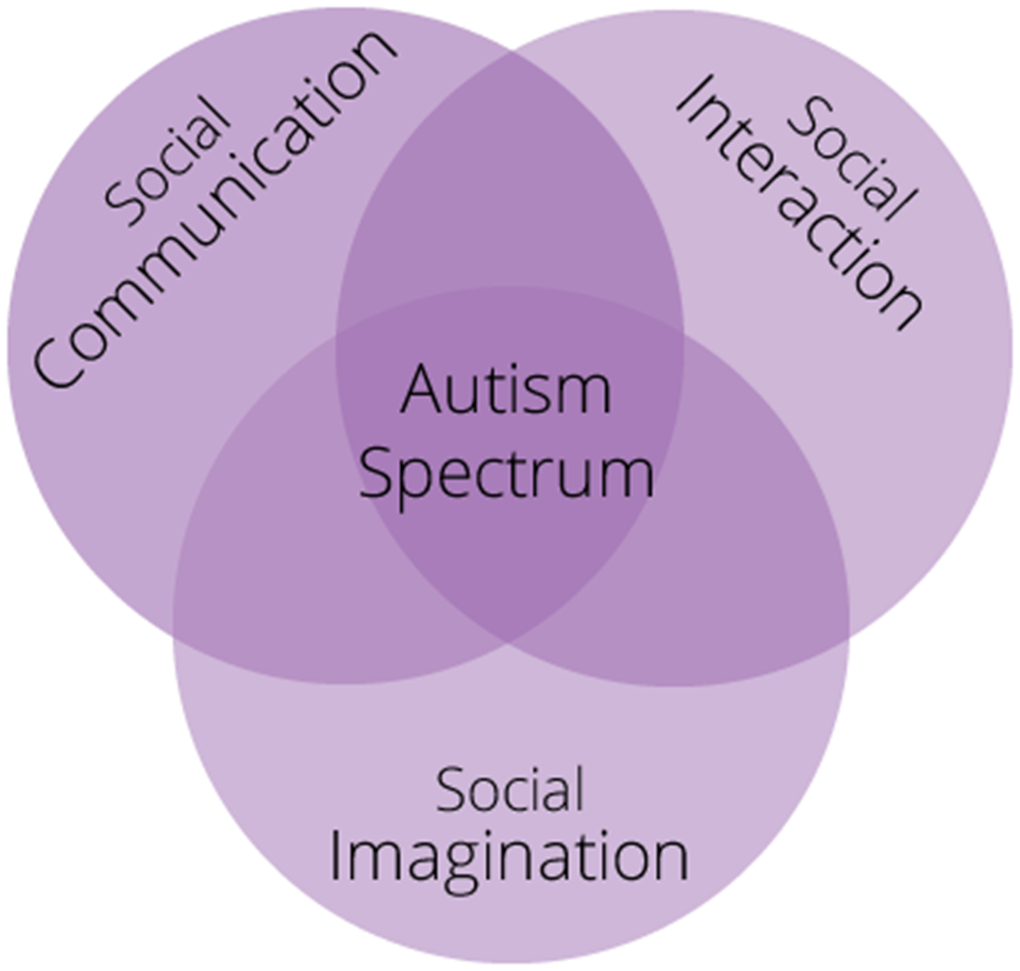 Social
Communication
Social
Interaction
Autism
Spectrum
Social
Imagination